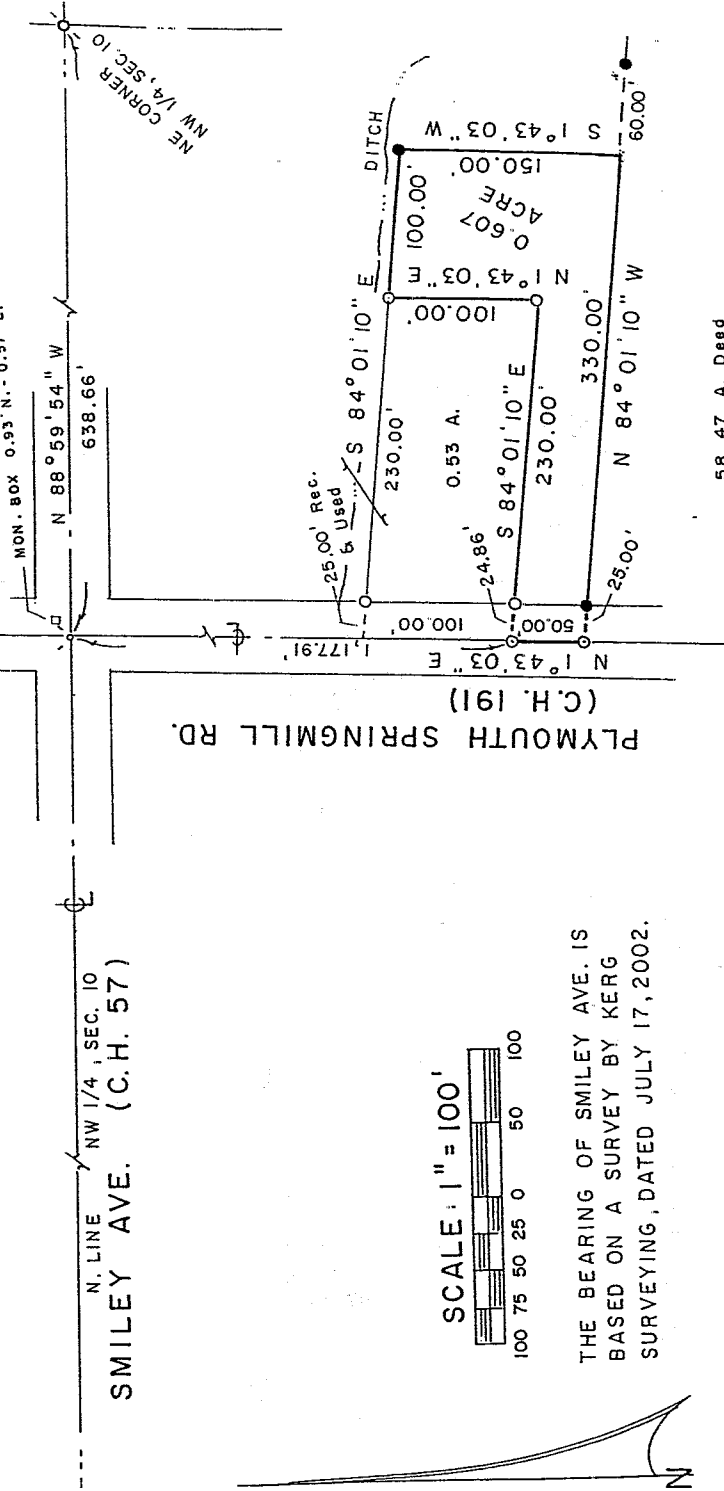 NE CORNER
NW 1/4, SEC. 10
MON. BOX 0.93' N. - 0.97' E.
N 88° 59' 54" W
638.66'
N. LINE NW 1/4, SEC. 10
SMILEY AVE. (C.H. 57)
DITCH
S 84° 01' 10" E
100.00'
230.00'
25.00' Rec.
& Used
S 1° 43' 03" W
150.00'
0.607
ACRE
N 1° 43' 03" E
100.00'
0.53 A.
S 84° 01' 10" E
230.00'
24.86'
330.00'
N 84° 01' 10" W
60.00'
25.00'
1,177.91'
100.00'
50.00'
N 1° 43' 03" E
PLYMOUTH SPRINGMILL RD.
(C.H. 191)
58.47 A. Deed
SCALE: 1" = 100'
100 75 50 25 0 50 100
THE BEARING OF SMILEY AVE. IS
BASED ON A SURVEY BY KERG
SURVEYING, DATED JULY 17, 2002.
N